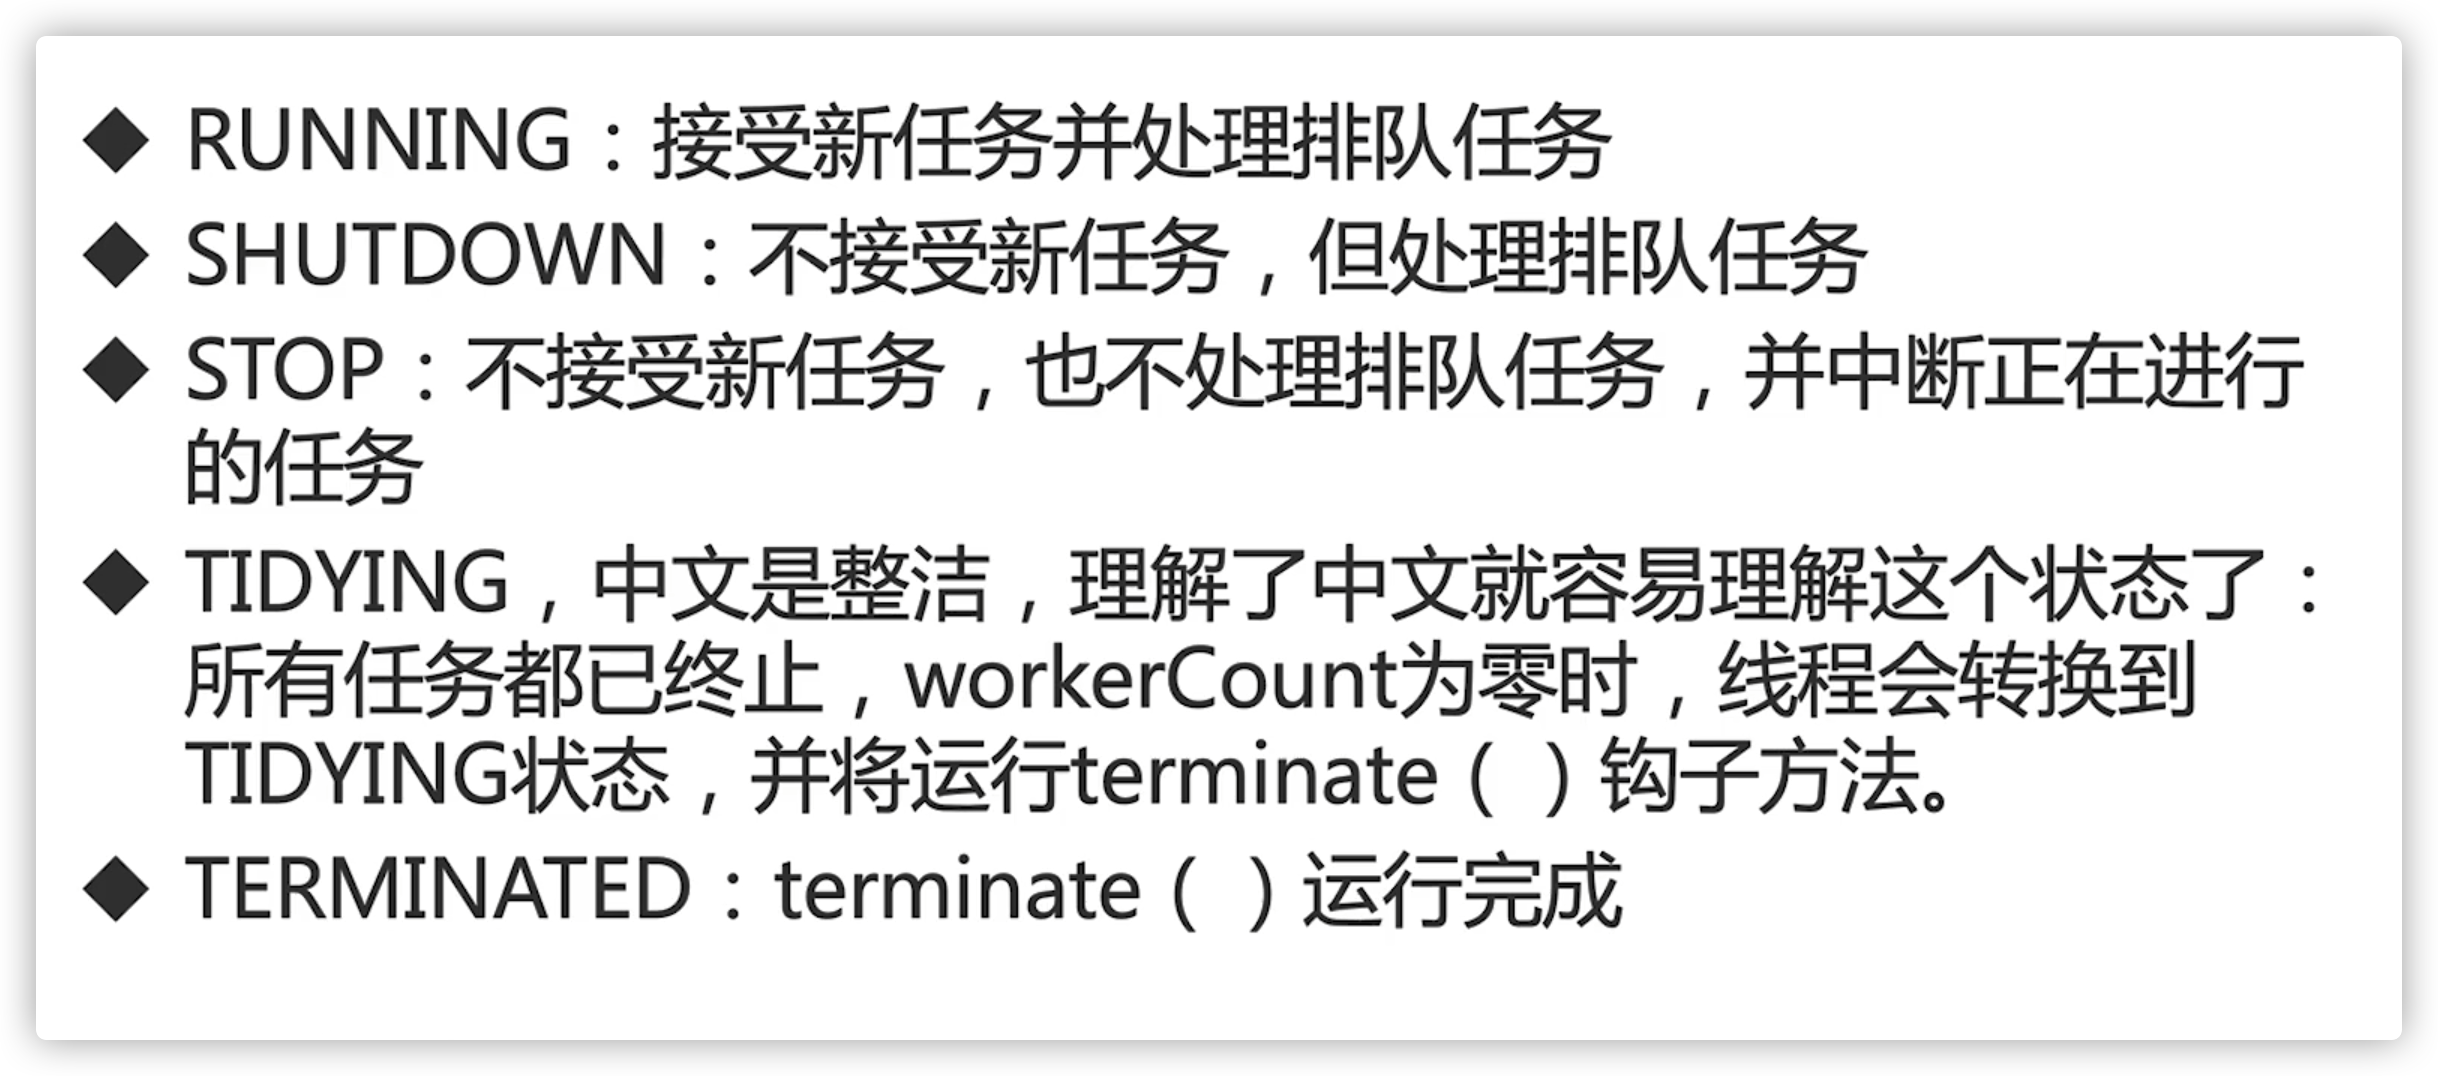 ◆ RUNNING：接受新任务并处理排队任务
◆ SHUTDOWN：不接受新任务，但处理排队任务
◆ STOP：不接受新任务，也不处理排队任务，并中断正在进行
的任务
◆ TIDYING，中文是整洁，理解了中文就容易理解这个状态了：
所有任务都已终止，workerCount为零时，线程会转换到
TIDYING状态，并将运行terminate（ ）钩子方法。
◆ TERMINATED：terminate（ ）运行完成